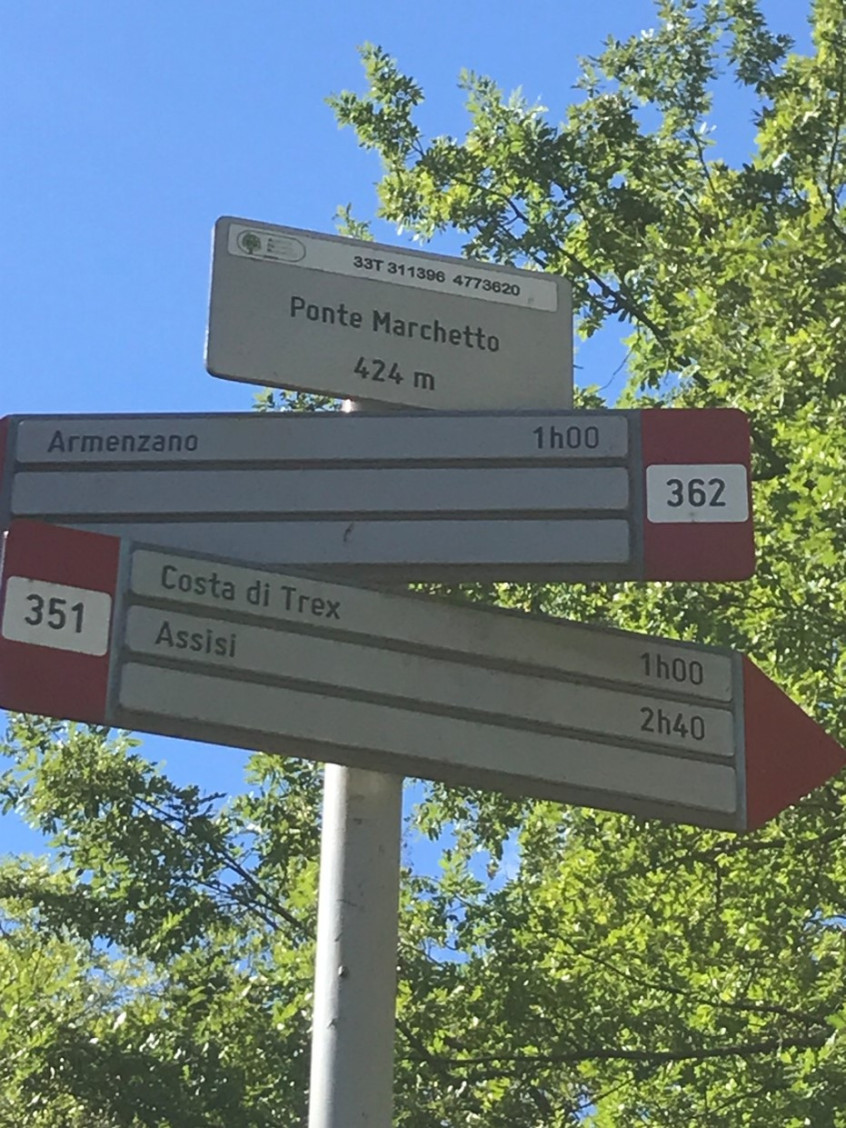 33T 311396 4773620
Ponte Marchetto
424 m
Armenzano 1h00
362
351
Costa di Trex 1h00
Assisi 2h40